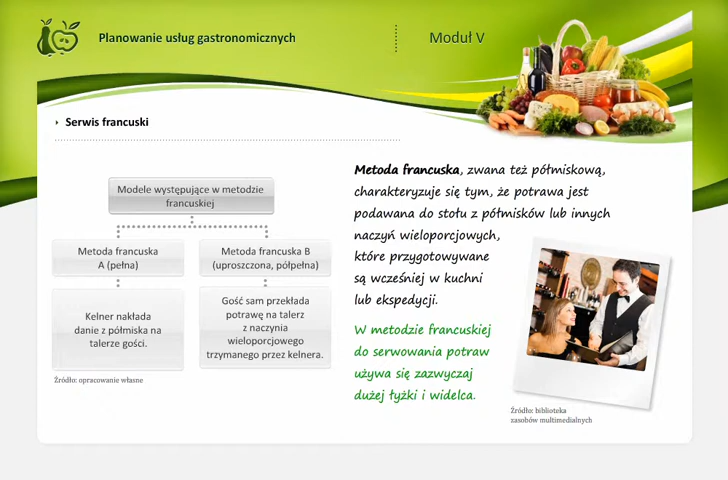 Planowanie usług gastronomicznych
Moduł V
Serwis francuski
Modele występujące w metodzie
francuskiej
Metoda francuska
A (pełna)
Metoda francuska B
(uproszczona, półpełna)
Kelner nakłada
danie z półmiska na
talerze gości.
Gość sam przekłada
potrawę na talerz
z naczynia
wieloporcjowego
trzymanego przez kelnera.
Źródło: opracowanie własne
Metoda francuska, zwana też półmiskową,
charakteryzuje się tym, że potrawa jest
podawana do stołu z półmisków lub innych
naczyń wieloporcjowych,
które przygotowywane
są wcześniej w kuchni
lub ekspedycji.
W metodzie francuskiej
do serwowania potraw
używa się zazwyczaj
dużej łyżki i widelca.
Źródło: biblioteka
zasobów multimedialnych